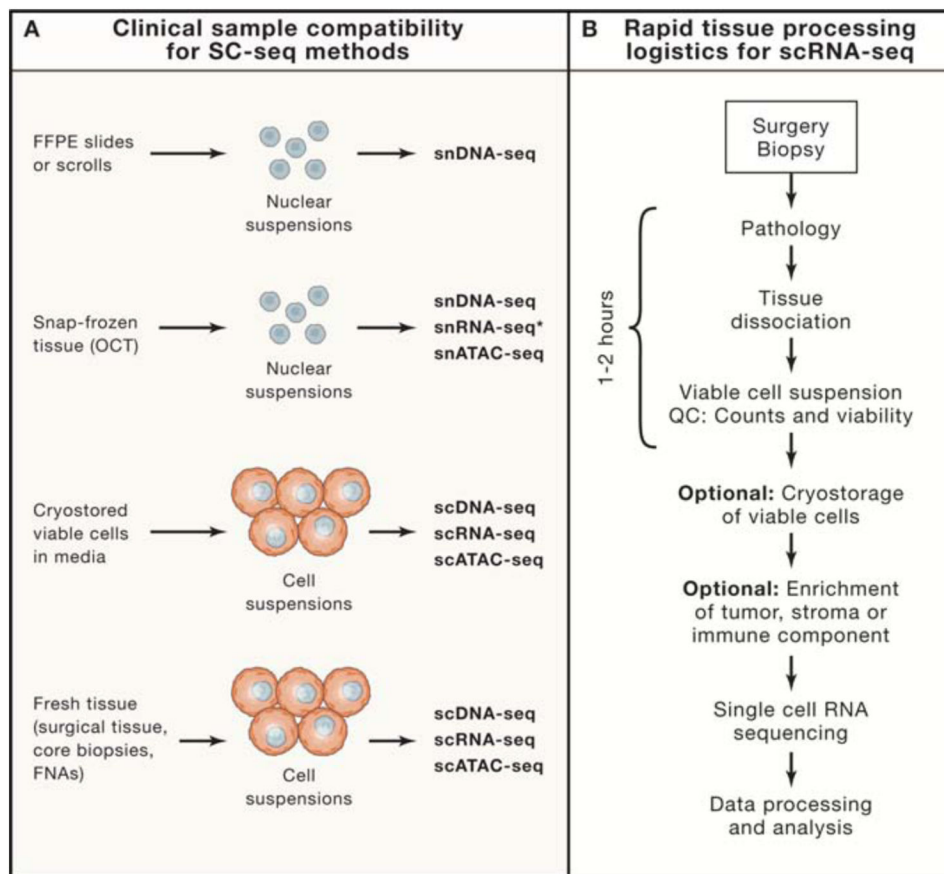 A
Clinical sample compatibility
for SC-seq methods
FFPE slides
or scrolls
Nuclear
suspensions
snDNA-seq
Snap-frozen
tissue (OCT)
Nuclear
suspensions
snDNA-seq
snRNA-seq*
snATAC-seq
Cryostored
viable cells
in media
Cell
suspensions
scDNA-seq
scRNA-seq
scATAC-seq
Fresh tissue
(surgical tissue,
core biopsies,
FNAs)
Cell
suspensions
scDNA-seq
scRNA-seq
scATAC-seq
B
Rapid tissue processing
logistics for scRNA-seq
Surgery
Biopsy
1-2 hours
Pathology
Tissue
dissociation
Viable cell suspension
QC: Counts and viability
Optional: Cryostorage
of viable cells
Optional: Enrichment
of tumor, stroma or
immune component
Single cell RNA
sequencing
Data processing
and analysis